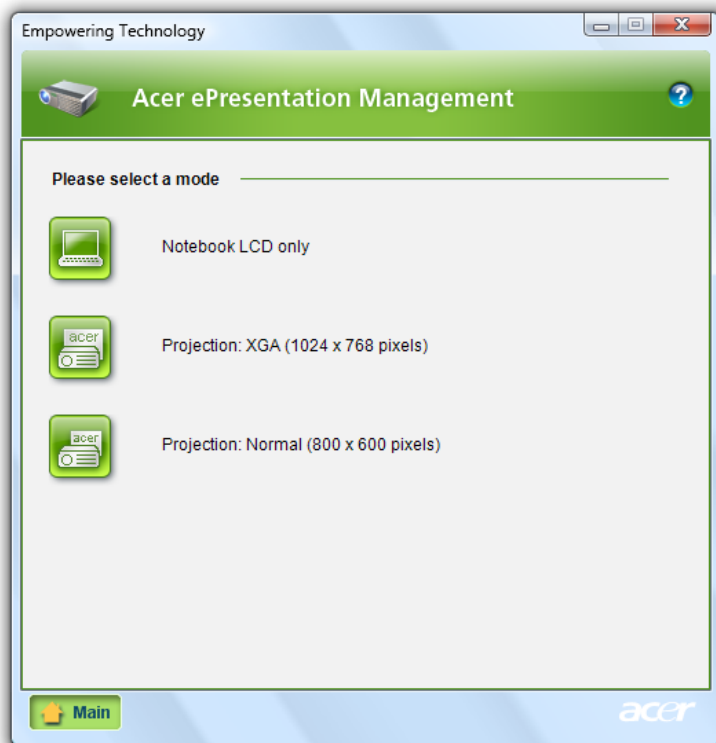 Empowering Technology
Acer ePresentation Management
?
Please select a mode
Notebook LCD only
acer
Projection: XGA (1024 x 768 pixels)
acer
Projection: Normal (800 x 600 pixels)
Main
acer